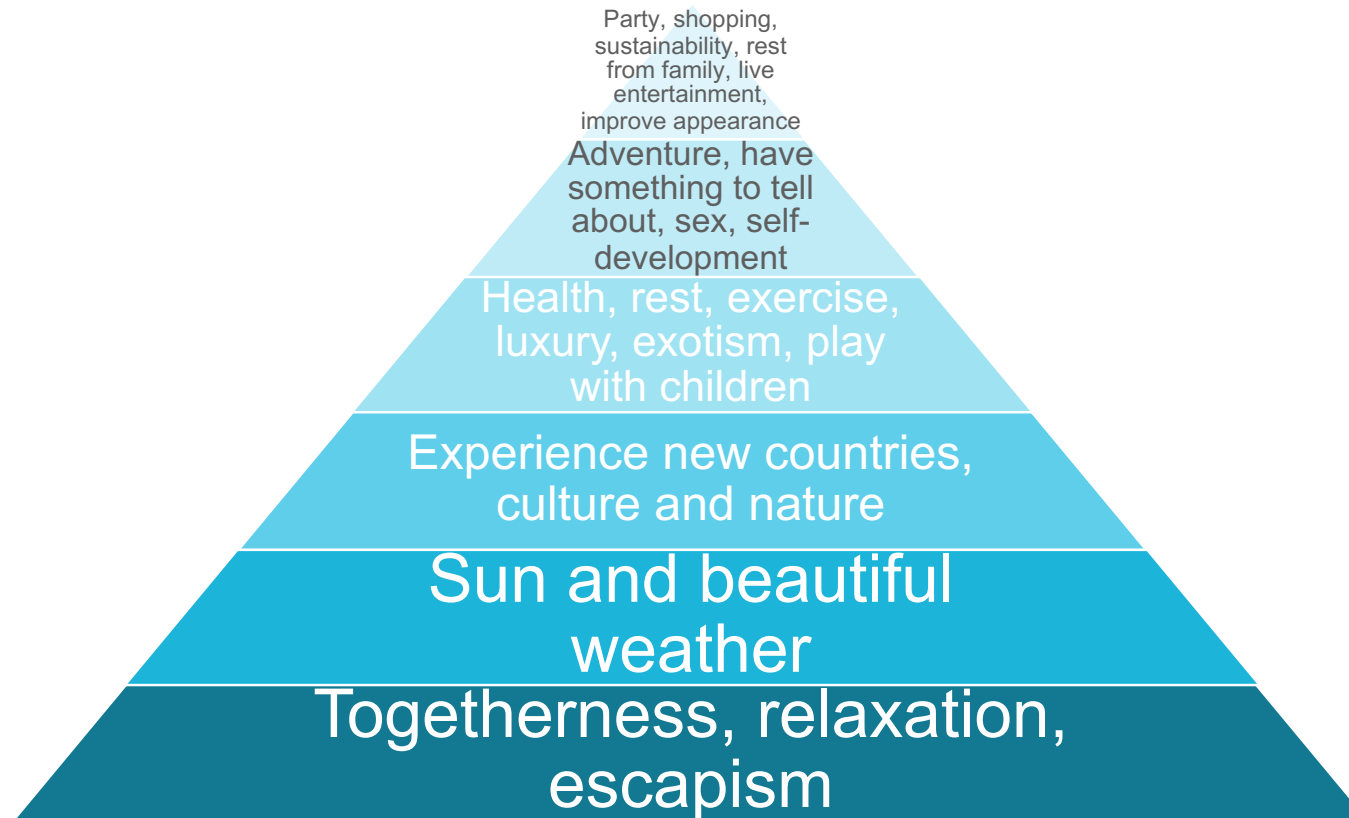 Party, shopping,
sustainability, rest
from family, live
entertainment,
improve appearance
Adventure, have
something to tell
about, sex, self-
development
Health, rest, exercise,
luxury, exotism, play
with children
Experience new countries,
culture and nature
Sun and beautiful
weather
Togetherness, relaxation,
escapism